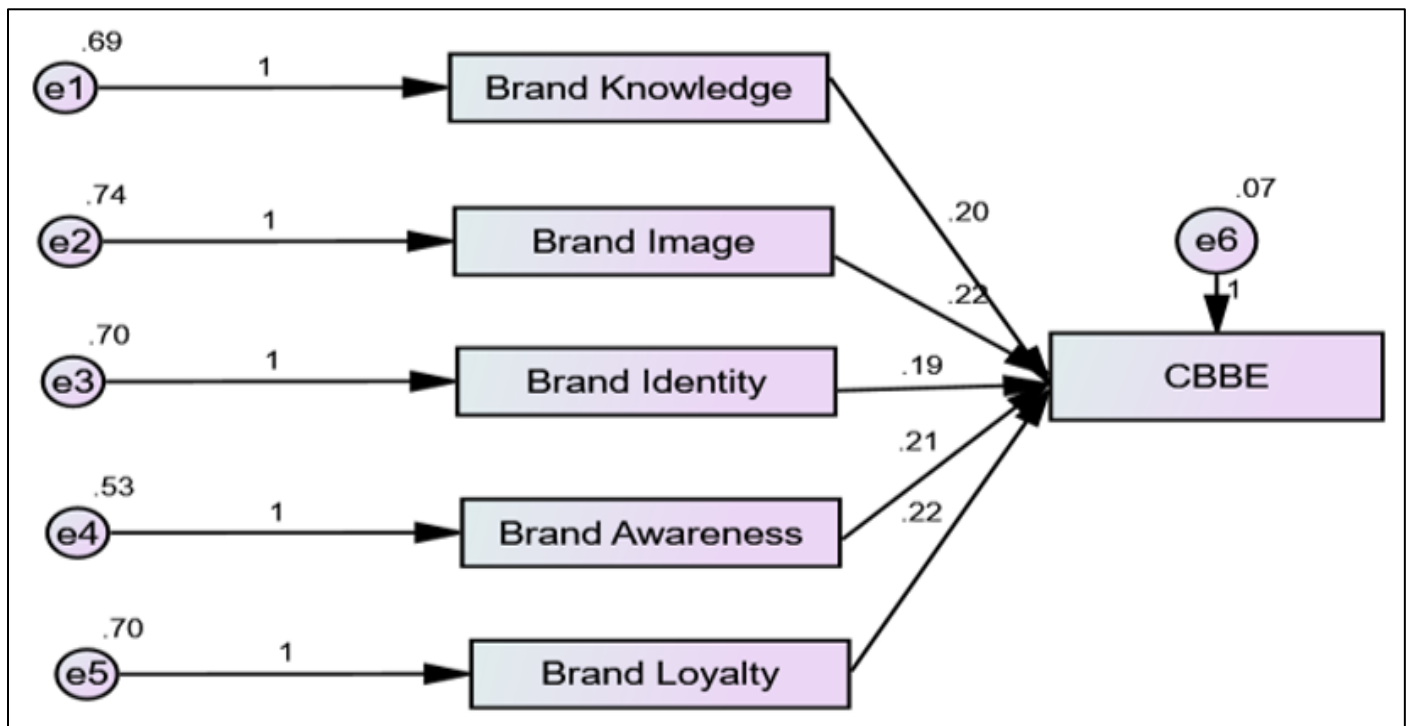 .69
e1
1
Brand Knowledge
.20
.74
e2
1
Brand Image
.22
.07
e6
1
.70
e3
1
Brand Identity
.19
CBBE
.53
e4
1
Brand Awareness
.21
.70
e5
1
Brand Loyalty
.22